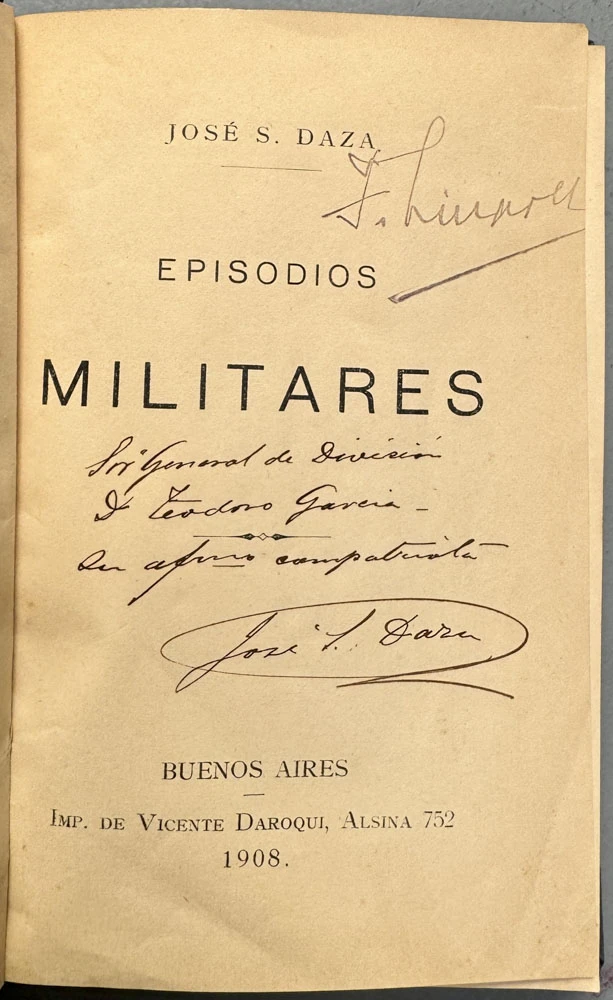 JOSÉ S. DAZA
EPISODIOS
MILITARES
Sor General de División
D Teodoro Garcia
Su afmo compatriota
José S. Daza
BUENOS AIRES
IMP. DE VICENTE DAROQUI, ALSINA 752
1908.